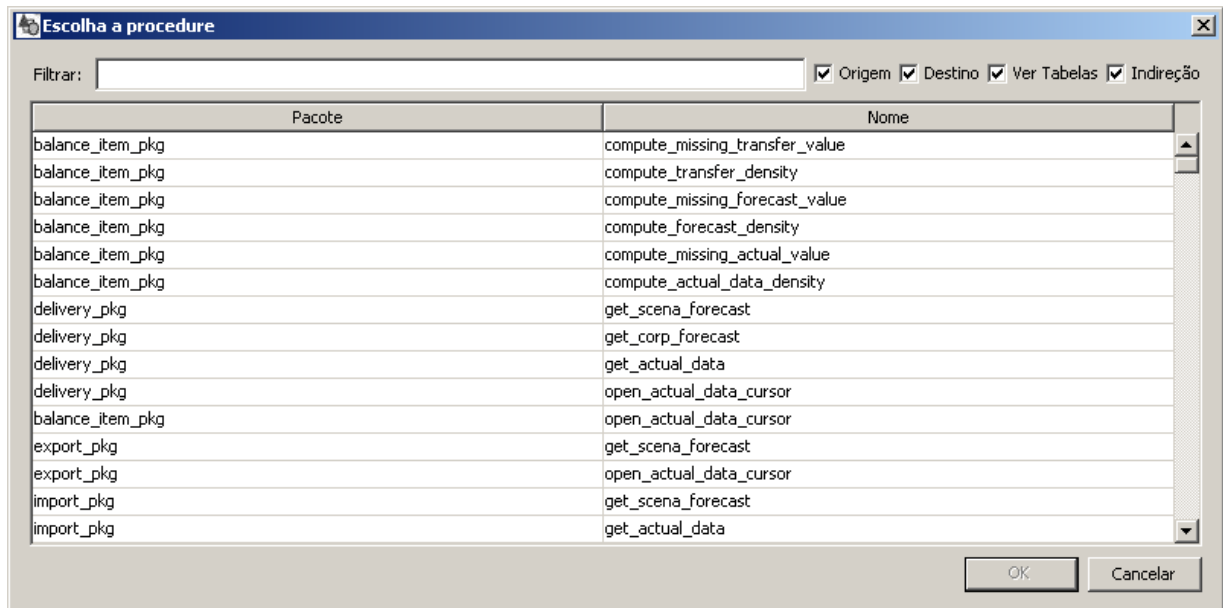 Escolha a procedure
Filtrar: Origem Destino Ver Tabelas Indireção
Pacote Nome
balance_item_pkg compute_missing_transfer_value
balance_item_pkg compute_transfer_density
balance_item_pkg compute_missing_forecast_value
balance_item_pkg compute_forecast_density
balance_item_pkg compute_missing_actual_value
balance_item_pkg compute_actual_data_density
delivery_pkg get_scena_forecast
delivery_pkg get_corp_forecast
delivery_pkg get_actual_data
delivery_pkg open_actual_data_cursor
balance_item_pkg open_actual_data_cursor
export_pkg get_scena_forecast
export_pkg open_actual_data_cursor
import_pkg get_scena_forecast
import_pkg get_actual_data
OK Cancelar